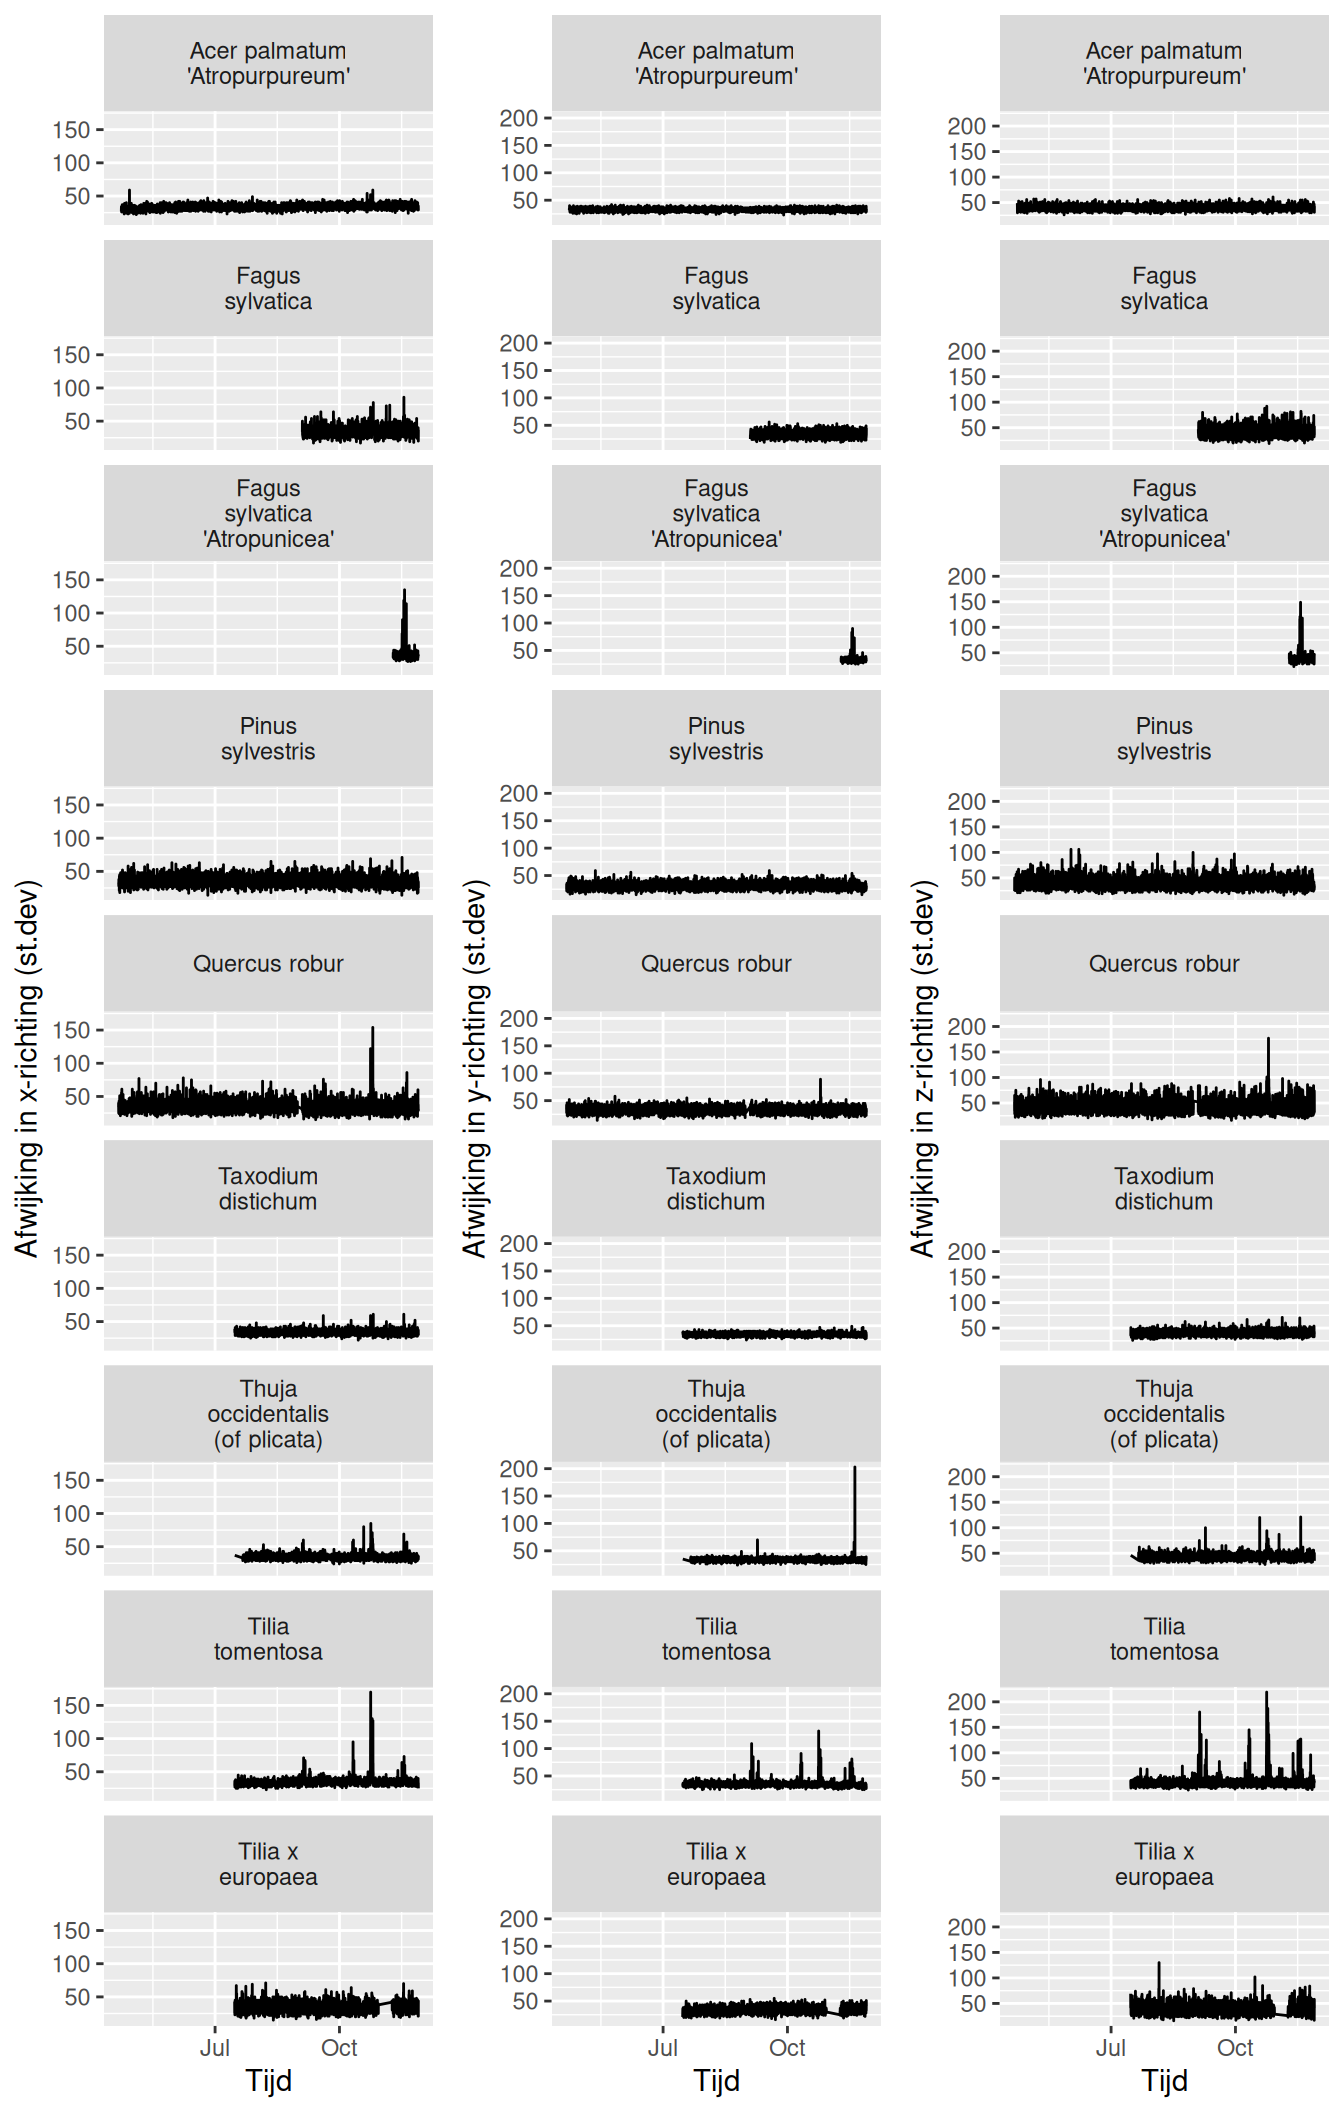 Acer palmatum
'Atropurpureum'
150
100
50
Fagus
sylvatica
150
100
50
Fagus
sylvatica
'Atropunicea'
150
100
50
Pinus
sylvestris
150
100
50
Quercus robur
150
100
50
Taxodium
distichum
150
100
50
Thuja
occidentalis
(of plicata)
150
100
50
Tilia
tomentosa
150
100
50
Tilia x
europaea
150
100
50
Jul Oct
Tijd
Afwijking in x-richting (st.dev)
Acer palmatum
'Atropurpureum'
200
150
100
50
Fagus
sylvatica
200
150
100
50
Fagus
sylvatica
'Atropunicea'
200
150
100
50
Pinus
sylvestris
200
150
100
50
Quercus robur
200
150
100
50
Taxodium
distichum
200
150
100
50
Thuja
occidentalis
(of plicata)
200
150
100
50
Tilia
tomentosa
200
150
100
50
Tilia x
europaea
200
150
100
50
Jul Oct
Tijd
Afwijking in y-richting (st.dev)
Acer palmatum
'Atropurpureum'
200
150
100
50
Fagus
sylvatica
200
150
100
50
Fagus
sylvatica
'Atropunicea'
200
150
100
50
Pinus
sylvestris
200
150
100
50
Quercus robur
200
150
100
50
Taxodium
distichum
200
150
100
50
Thuja
occidentalis
(of plicata)
200
150
100
50
Tilia
tomentosa
200
150
100
50
Tilia x
europaea
200
150
100
50
Jul Oct
Tijd
Afwijking in z-richting (st.dev)